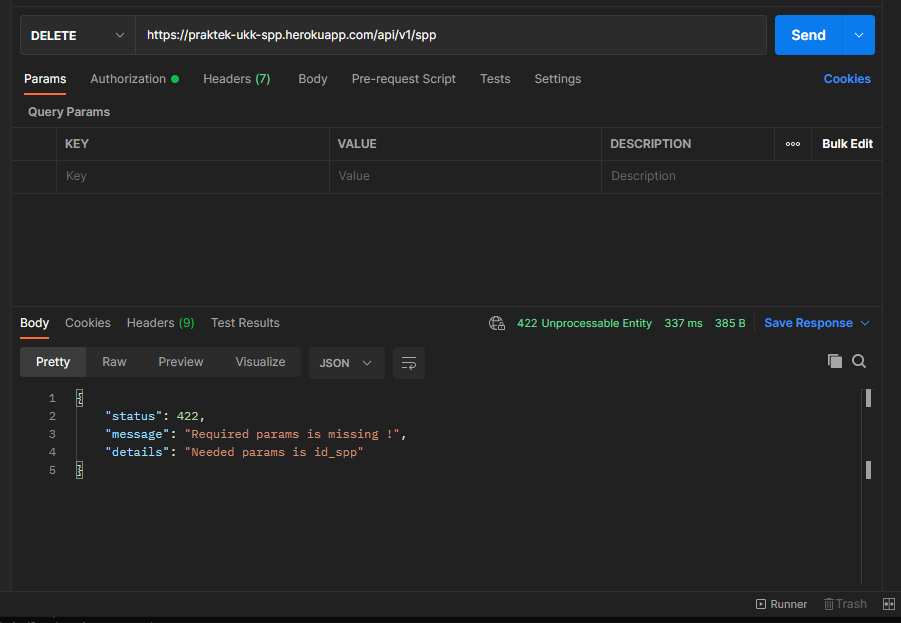 DELETE https://praktek-ukk-spp.herokuapp.com/api/v1/spp Send
Params Authorization Headers (7) Body Pre-request Script Tests Settings Cookies
Query Params
KEY VALUE DESCRIPTION ooo Bulk Edit
Key Value Description
Body Cookies Headers (9) Test Results 422 Unprocessable Entity 337 ms 385 B Save Response
Pretty Raw Preview Visualize JSON
1 {
2 "status": 422,
3 "message": "Required params is missing !",
4 "details": "Needed params is id_spp"
5 }
Runner Trash